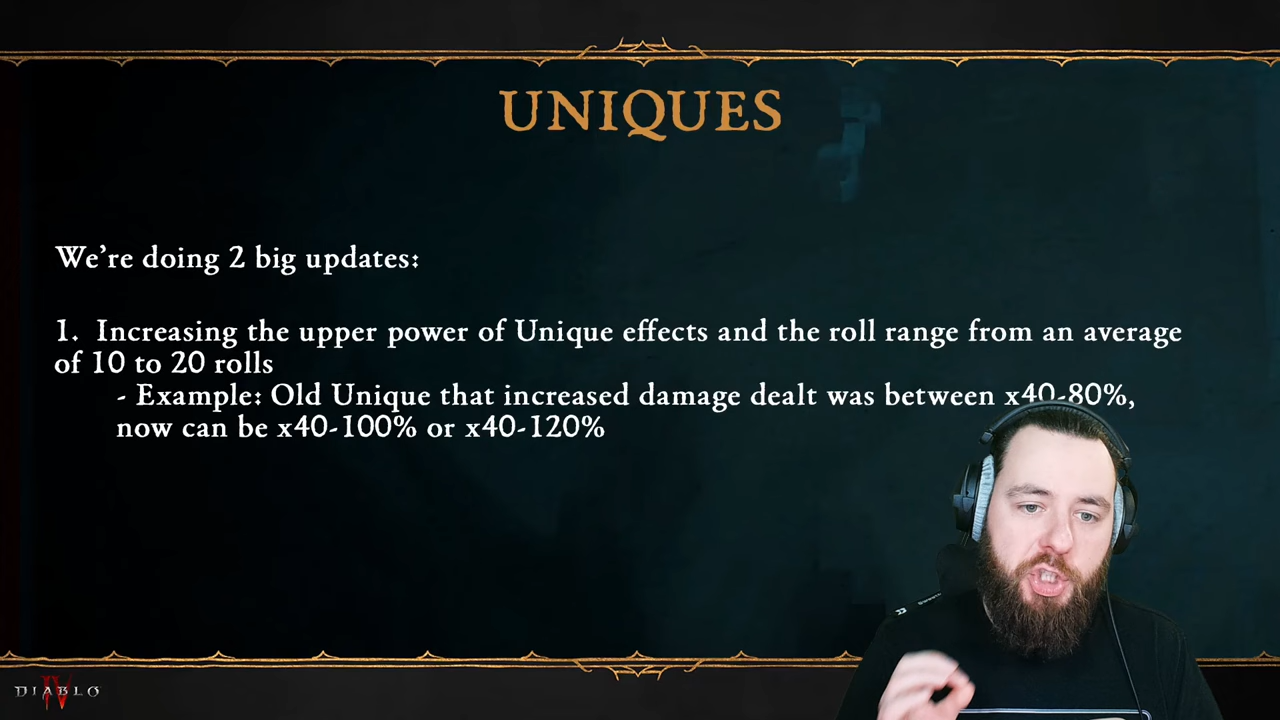 UNIQUES
We're doing 2 big updates:
1. Increasing the upper power of Unique effects and the roll range from an average
of 10 to 20 rolls
- Example: Old Unique that increased damage dealt was between x40-80%,
now can be x40-100% or x40-120%
DIABLO IV